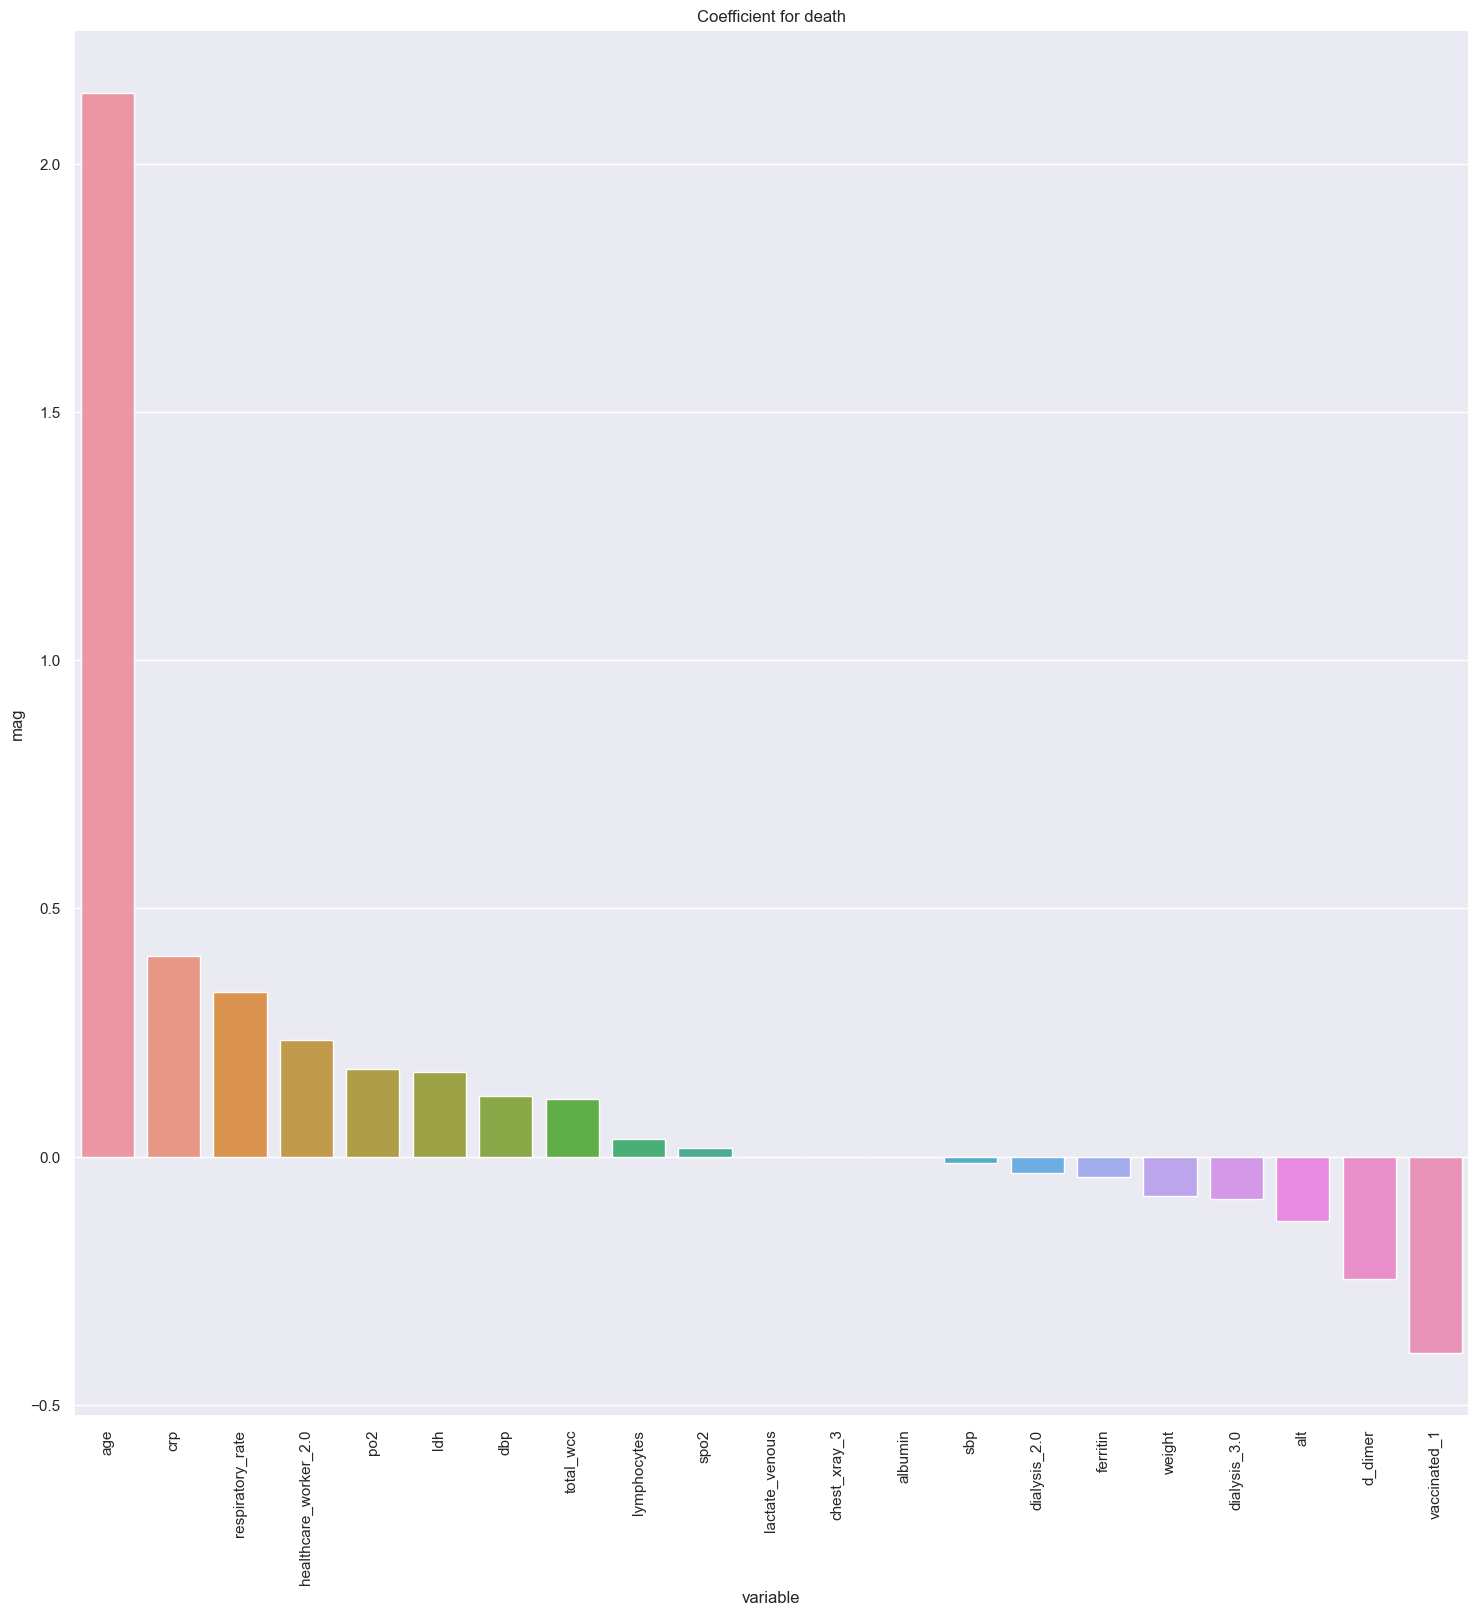 Coefficient for death
2.0
1.5
1.0
0.5
0.0
−0.5
mag
age
crp
respiratory_rate
healthcare_worker_2.0
po2
ldh
dbp
total_wcc
lymphocytes
spo2
lactate_venous
chest_xray_3
albumin
sbp
dialysis_2.0
ferritin
weight
dialysis_3.0
alt
d_dimer
vaccinated_1
variable